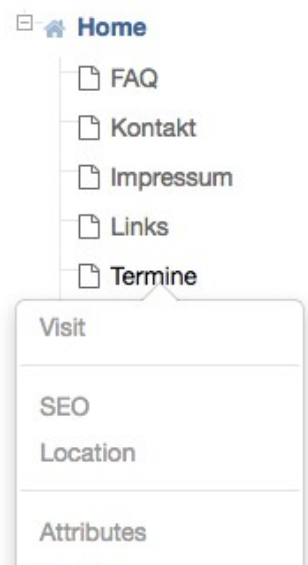 Home
FAQ
Kontakt
Impressum
Links
Termine
Visit
SEO
Location
Attributes